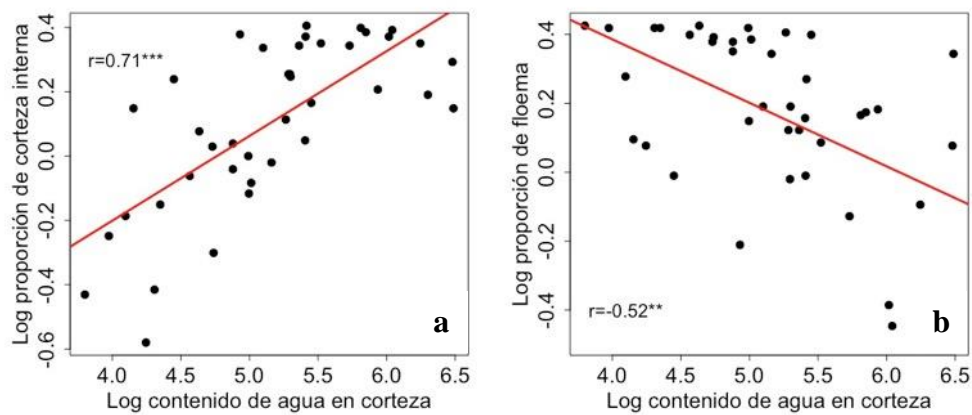 Log proporción de corteza interna
0.4
0.2
0.0
-0.2
-0.4
-0.6
r=0.71***
a
4.0 4.5 5.0 5.5 6.0 6.5
Log contenido de agua en corteza
Log proporción de floema
0.4
0.2
0.0
-0.2
-0.4
r=-0.52**
b
4.0 4.5 5.0 5.5 6.0 6.5
Log contenido de agua en corteza